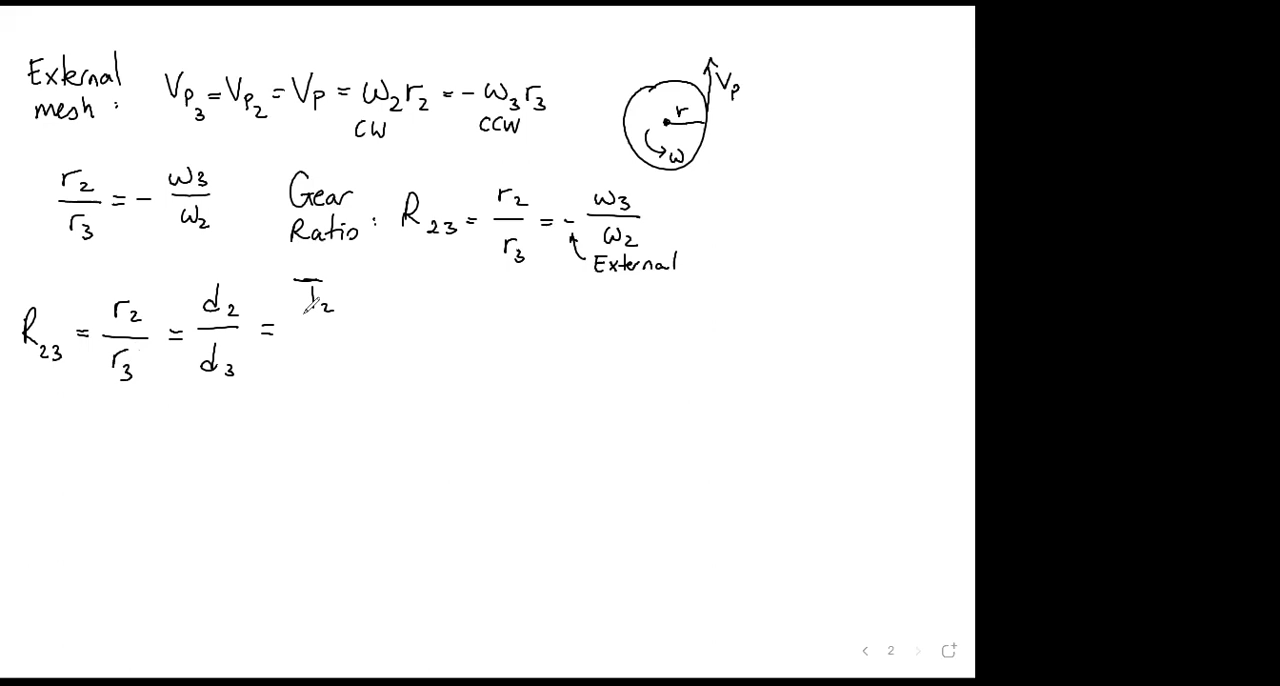 External mesh : V_P3 = V_P2 = V_P = ω_2 r_2 = - ω_3 r_3
CW CCW
r V_P
ω
r_2/r_3 = - ω_3/ω_2
Gear Ratio : R_23 = r_2/r_3 = - ω_3/ω_2
External
R_23 = r_2/r_3 = d_2/d_3 = T_2
2